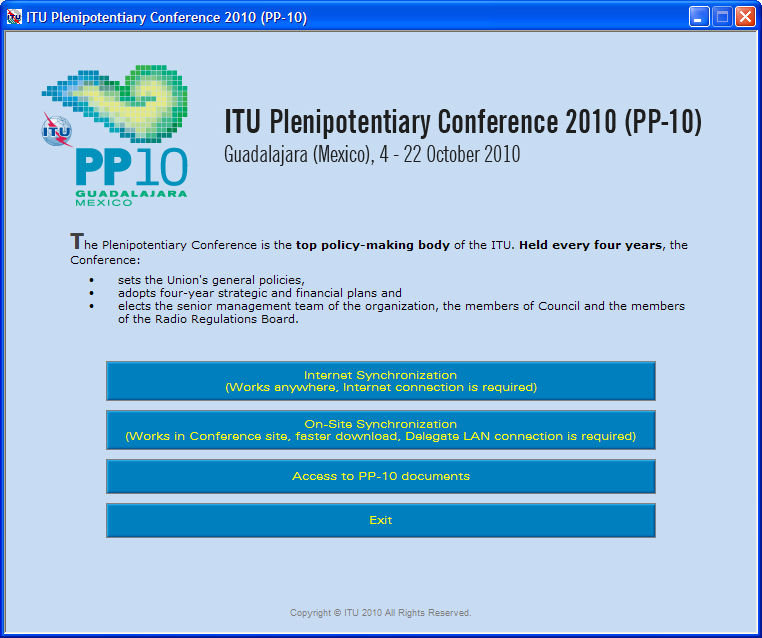 ITU Plenipotentiary Conference 2010 (PP-10)
ITU
PP10
GUADALAJARA
MEXICO
ITU Plenipotentiary Conference 2010 (PP-10)
Guadalajara (Mexico), 4 - 22 October 2010
The Plenipotentiary Conference is the top policy-making body of the ITU. Held every four years, the
Conference:
• sets the Union's general policies,
• adopts four-year strategic and financial plans and
• elects the senior management team of the organization, the members of Council and the members
of the Radio Regulations Board.
Internet Synchronization
(Works anywhere, Internet connection is required)
On-Site Synchronization
(Works in Conference site, faster download, Delegate LAN connection is required)
Access to PP-10 documents
Exit
Copyright © ITU 2010 All Rights Reserved.